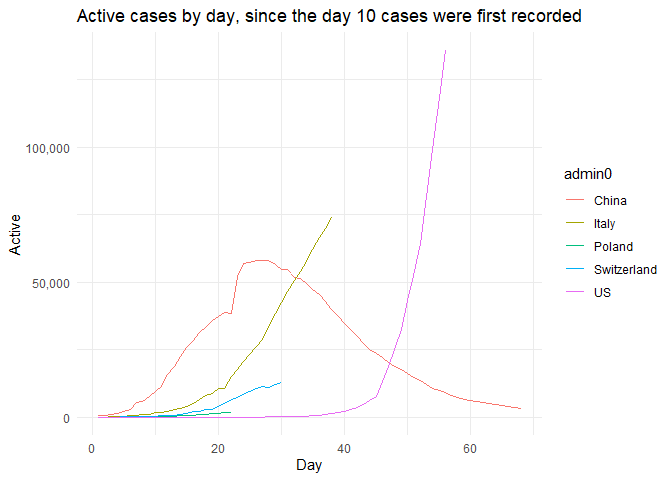 Active cases by day, since the day 10 cases were first recorded
Active
100,000
50,000
0
0
20
40
60
Day
admin0
China
Italy
Poland
Switzerland
US